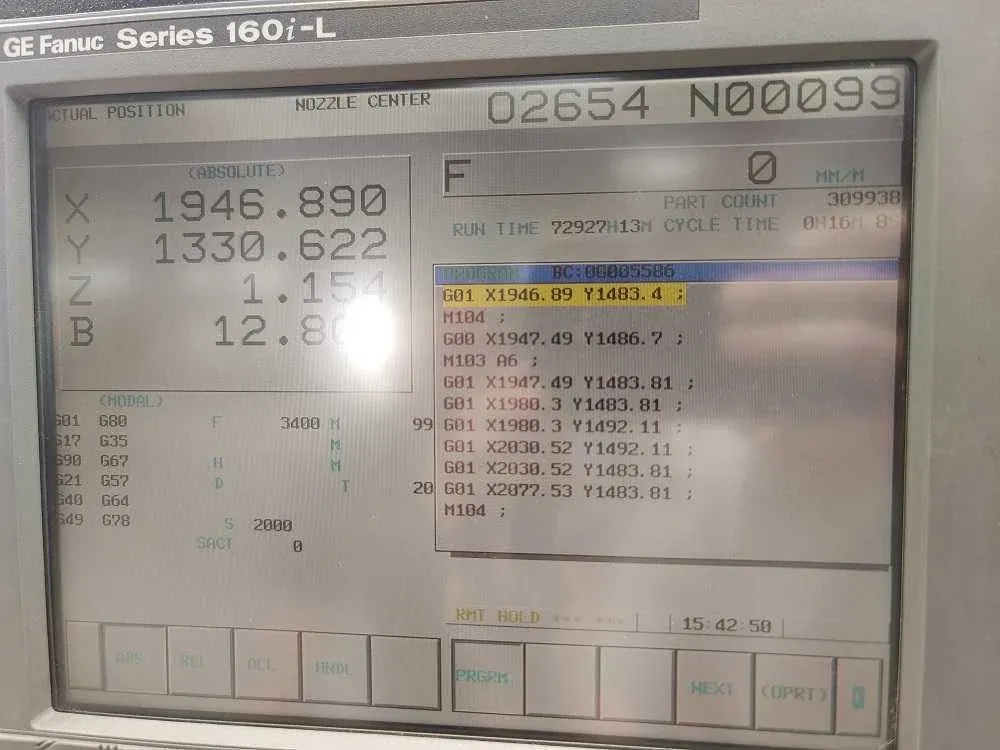 GE Fanuc Series 160i-L
ACTUAL POSITION NOZZLE CENTER O2654 N00099
(ABSOLUTE)
X 1946.890
Y 1330.622
Z 1.154
B 12.80
F 0 MM/M
PART COUNT 309938
RUN TIME 72927H13M CYCLE TIME 0H16M 8S
PROGRAM BC:00005586
G01 X1946.89 Y1483.4 ;
M104 ;
G00 X1947.49 Y1486.7 ;
M103 A6 ;
G01 X1947.49 Y1483.81 ;
G01 X1980.3 Y1483.81 ;
G01 X1980.3 Y1492.11 ;
G01 X2030.52 Y1492.11 ;
G01 X2030.52 Y1483.81 ;
G01 X2077.53 Y1483.81 ;
M104 ;
(MODAL)
G01 G80 F 3400 M 99
G17 G35 M
G90 G67 H M
G21 G57 D T 20
G40 G64
G49 G78 S 2000
SACT 0
RMT HOLD *** *** 15:42:50
ABS REL ALL HNDL PRGRM NEXT (OPRT)